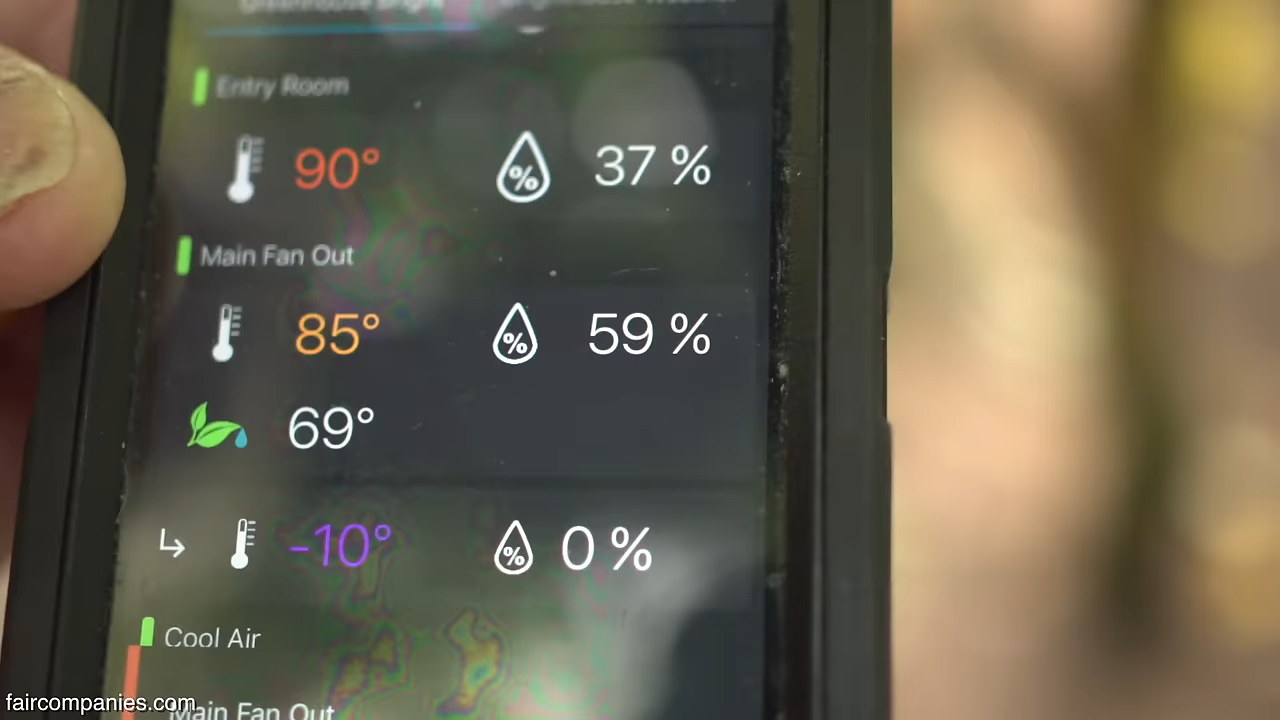 Entry Room
90° % 37 %
Main Fan Out
85° % 59 %
69°
-10° % 0 %
Cool Air
Main Fan Out
faircompanies.com